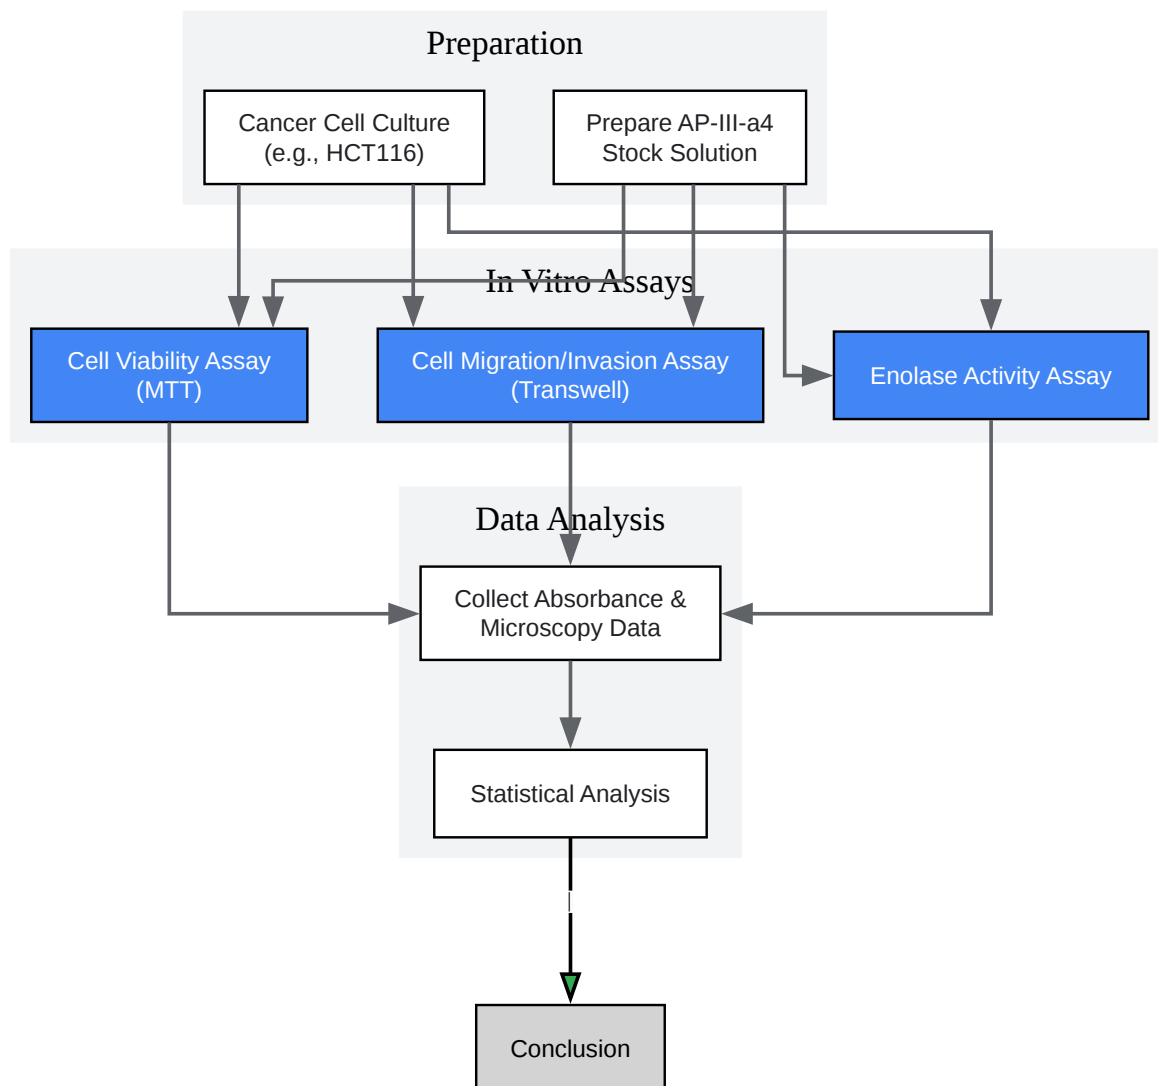 Preparation
Cancer Cell Culture
(e.g., HCT116)
Prepare AP-III-a4
Stock Solution
In Vitro Assays
Cell Viability Assay
(MTT)
Cell Migration/Invasion Assay
(Transwell)
Enolase Activity Assay
Data Analysis
Collect Absorbance &
Microscopy Data
Statistical Analysis
Conclusion